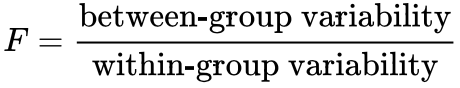 F = between-group variability
within-group variability